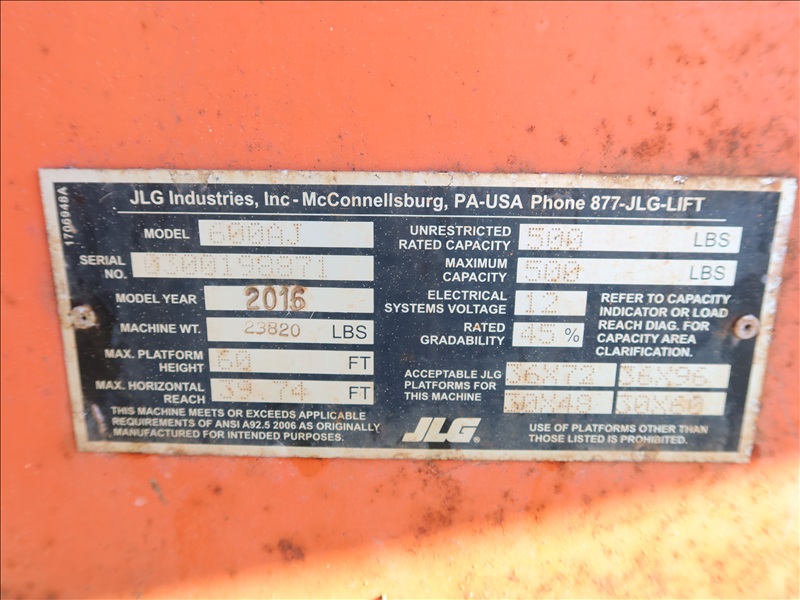 JLG Industries, Inc - McConnellsburg, PA-USA Phone 877-JLG-LIFT
1706948A
MODEL 600AJ
SERIAL NO. 0300198871
MODEL YEAR 2016
MACHINE WT. 23820 LBS
MAX. PLATFORM HEIGHT 60 FT
MAX. HORIZONTAL REACH 39.74 FT
THIS MACHINE MEETS OR EXCEEDS APPLICABLE
REQUIREMENTS OF ANSI A92.5 2006 AS ORIGINALLY
MANUFACTURED FOR INTENDED PURPOSES.
UNRESTRICTED RATED CAPACITY 500 LBS
MAXIMUM CAPACITY 500 LBS
ELECTRICAL SYSTEMS VOLTAGE 12
RATED GRADABILITY 45 %
REFER TO CAPACITY
INDICATOR OR LOAD
REACH DIAG. FOR
CAPACITY AREA
CLARIFICATION.
ACCEPTABLE JLG
PLATFORMS FOR
THIS MACHINE
36X72 36X96
30X48 30X60
JLG®
USE OF PLATFORMS OTHER THAN
THOSE LISTED IS PROHIBITED.